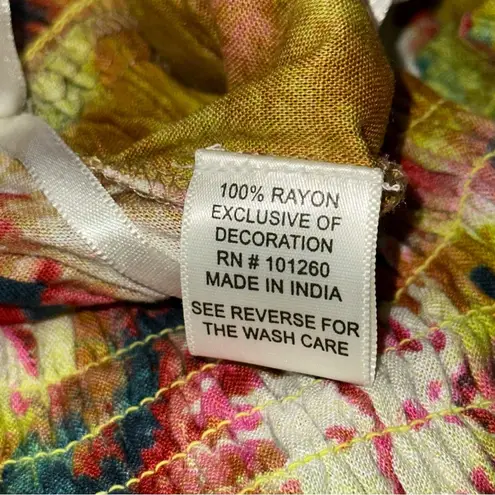 100% RAYON
EXCLUSIVE OF
DECORATION
RN # 101260
MADE IN INDIA
SEE REVERSE FOR
THE WASH CARE